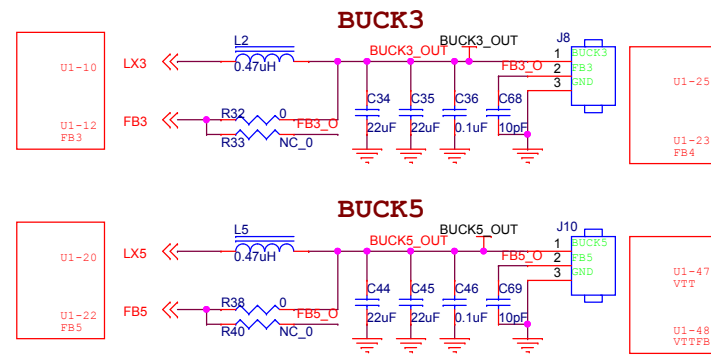 BUCK3
L2
J8
BUCK3_OUT
BUCK3_OUT
1
BUCK3
U1-10
LX3
0.47uH
FB3_O
2
FB3
3
GND
U1-25
C34
C35
C36
C68
R32
0
U1-12
FB3
FB3
FB3_O
22uF
22uF
0.1uF
10pF
R33
NC_0
U1-23
FB4
BUCK5
L5
J10
BUCK5_OUT
BUCK5_OUT
1
BUCK5
U1-20
LX5
0.47uH
FB5_O
2
FB5
3
GND
U1-47
VTT
C44
C45
C46
C69
R38
0
U1-22
FB5
FB5
FB5_O
22uF
22uF
0.1uF
10pF
R40
NC_0
U1-48
VTTFB